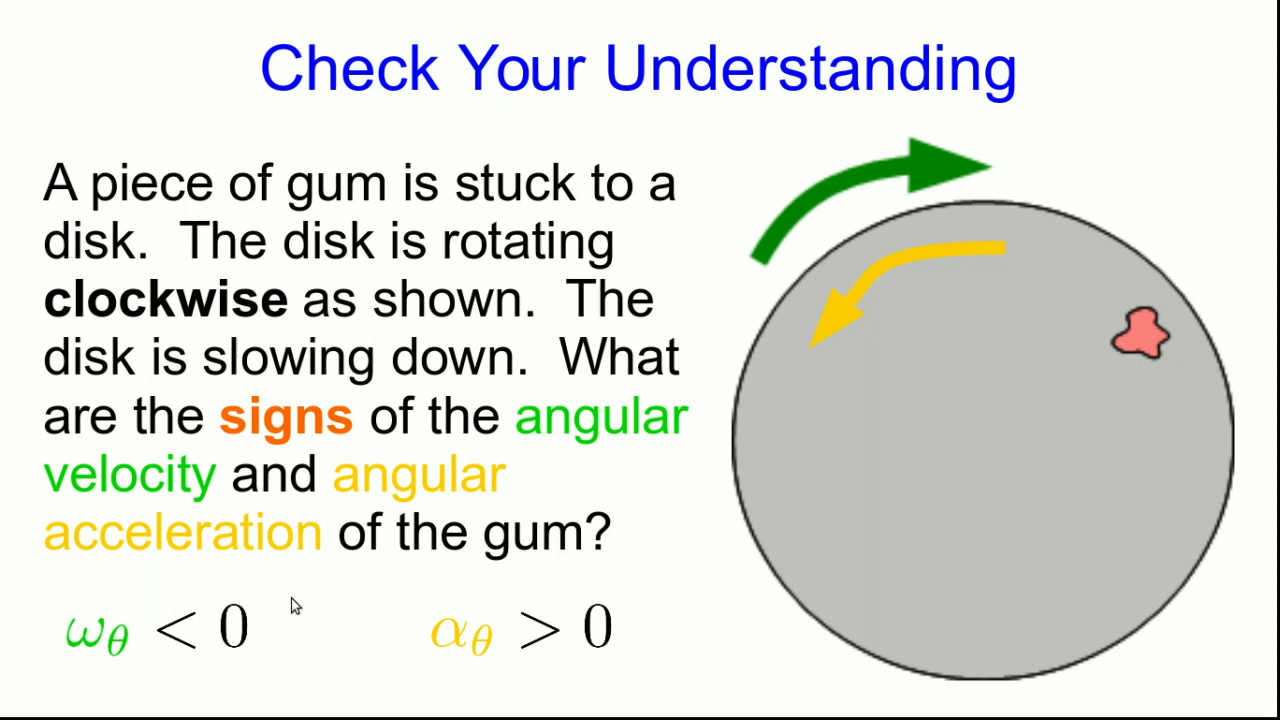 Check Your Understanding
A piece of gum is stuck to a
disk.  The disk is rotating
clockwise as shown.  The
disk is slowing down.  What
are the signs of the angular
velocity and angular
acceleration of the gum?
ω_θ < 0    α_θ > 0